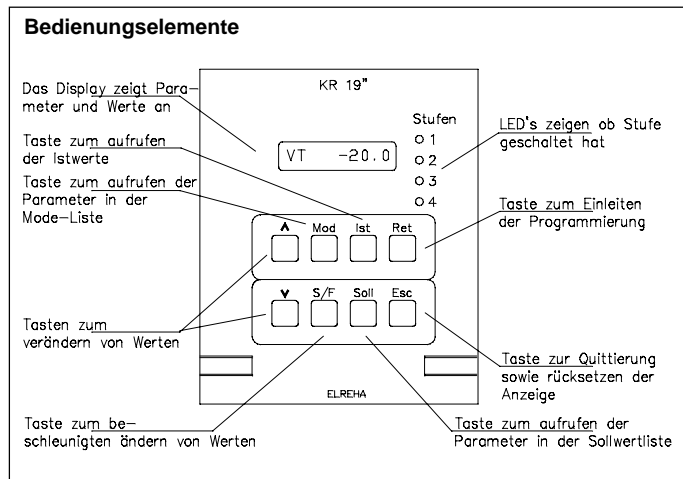 Bedienungselemente
KR 19"
Das Display zeigt Para-
meter und Werte an
Stufen
1
2
3
4
LED's zeigen ob Stufe
geschaltet hat
VT -20.0
Taste zum aufrufen
der Istwerte
Taste zum aufrufen der
Parameter in der
Mode-Liste
Taste zum Einleiten
der Programmierung
∧ Mod Ist Ret
∨ S/F Soll Esc
Tasten zum
verändern von Werten
Taste zur Quittierung
sowie rücksetzen der
Anzeige
ELREHA
Taste zum be-
schleunigten ändern von Werten
Taste zum aufrufen der
Parameter in der Sollwertliste